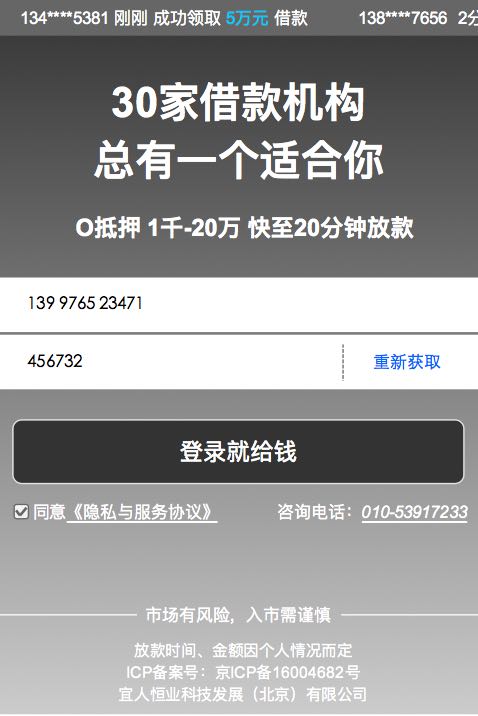 134****5381 刚刚 成功领取 5万元 借款 138****7656 2分
30家借款机构
总有一个适合你
0抵押 1千-20万 快至20分钟放款
139 9765 23471
456732 重新获取
登录就给钱
同意《隐私与服务协议》 咨询电话：010-53917233
市场有风险，入市需谨慎
放款时间、金额因个人情况而定
ICP备案号：京ICP备16004682号
宜人恒业科技发展（北京）有限公司